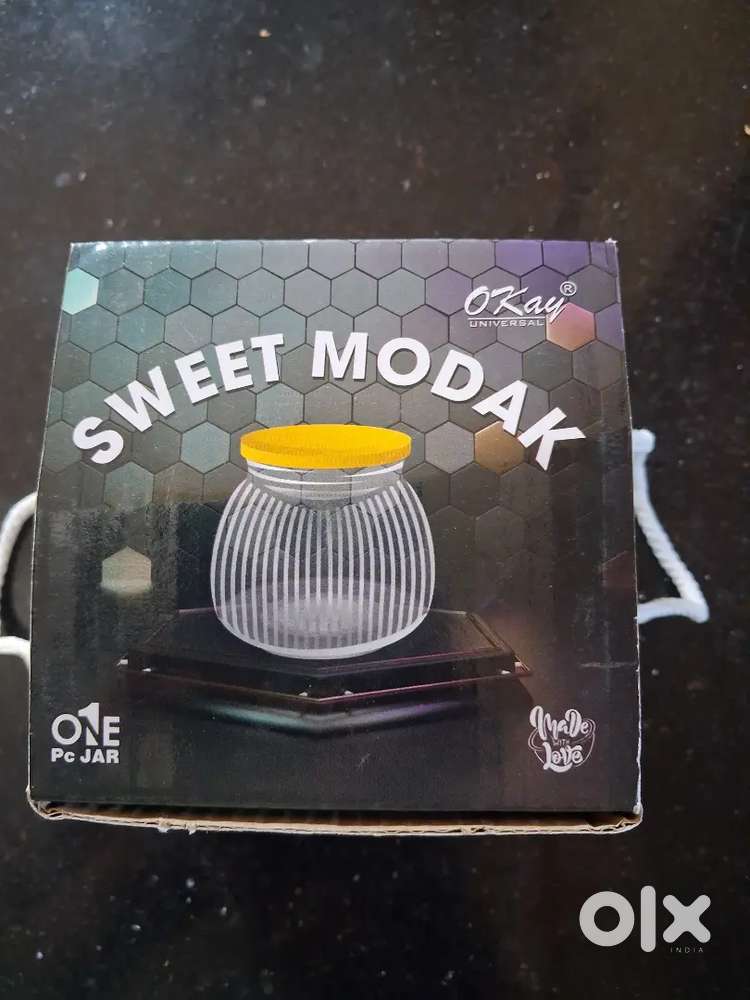 OKay®
UNIVERSAL
SWEET MODAK
ONE
Pc JAR
MaDe
WITH
Love
olx
INDIA